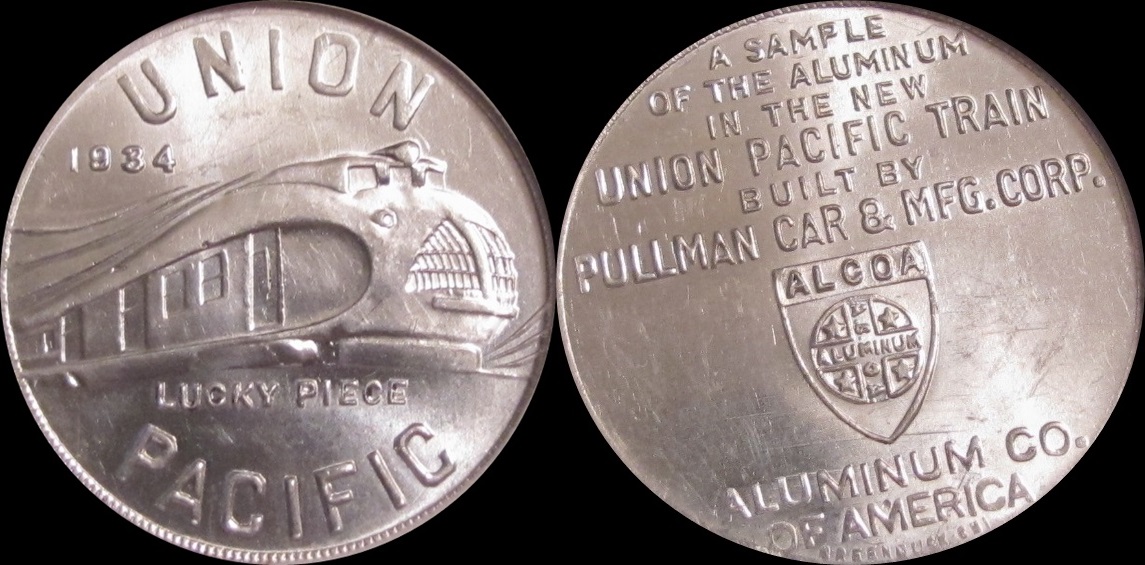 UNION
1934
LUCKY PIECE
PACIFIC
A SAMPLE
OF THE ALUMINUM
IN THE NEW
UNION PACIFIC TRAIN
BUILT BY
PULLMAN CAR & MFG. CORP.
ALCOA
ALUMINUM
ALUMINUM CO.
OF AMERICA